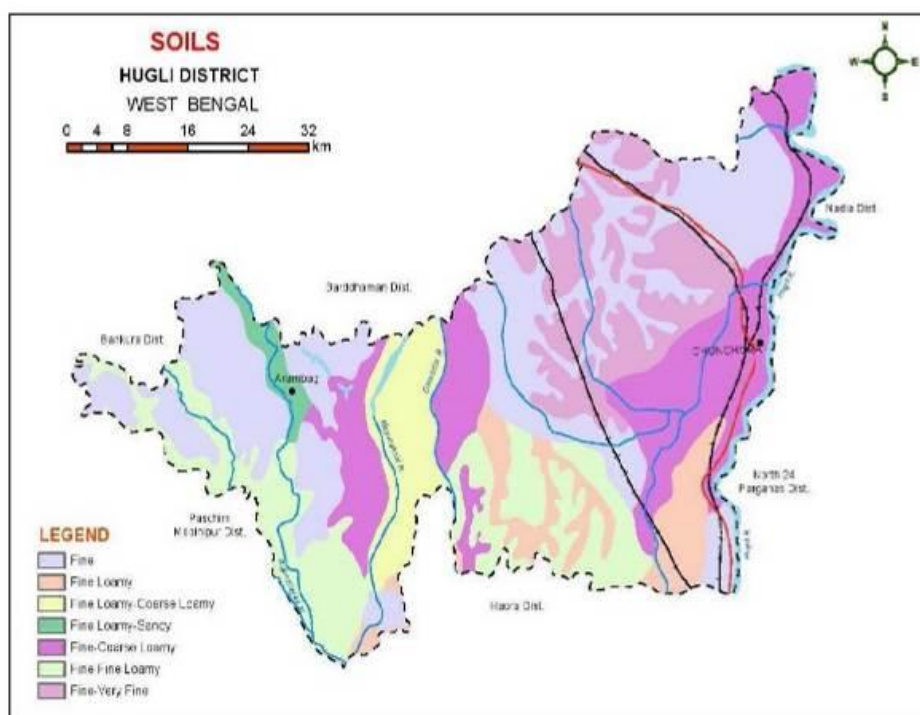 SOILS
HUGLI DISTRICT
WEST BENGAL
0 4 8 16 24 32
km
N
W E
S
Nadia Dist.
Barddhaman Dist.
Bankura Dist.
Arambag
North 24
Parganas Dist.
Paschim
Dist.
Haora Dist.
LEGEND
Fine
Fine Loamy
Fine Loamy-Coarse Loamy
Fine Loamy-Sandy
Fine-Coarse Loamy
Fine-Fine Loamy
Fine-Very Fine